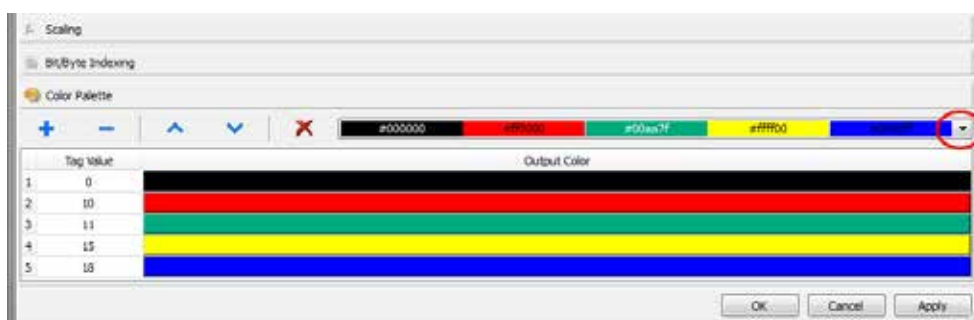 Scaling
Bit/Byte Indexing
Color Palette
#000000 #ff0000 #00aa7f #ffff00
Tag Value Output Color
1 0
2 10
3 11
4 15
5 18
OK Cancel Apply